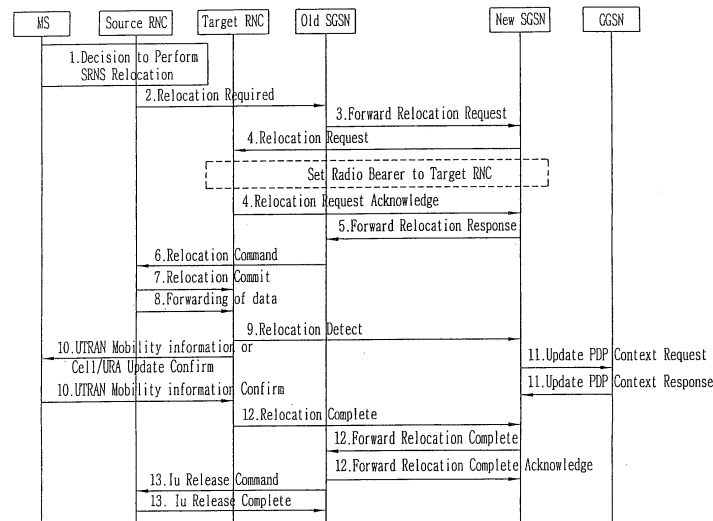 MS
Source RNC
Target RNC
Old SGSN
New SGSN
GGSN
1.Decision to Perform
SRNS Relocation
2.Relocation Required
3.Forward Relocation Request
4.Relocation Request
Set Radio Bearer to Target RNC
4.Relocation Request Acknowledge
5.Forward Relocation Response
6.Relocation Command
7.Relocation Commit
8.Forwarding of data
9.Relocation Detect
10.UTRAN Mobility information or
Cell/URA Update Confirm
11.Update PDP Context Request
10.UTRAN Mobility information Confirm
11.Update PDP Context Response
12.Relocation Complete
12.Forward Relocation Complete
12.Forward Relocation Complete Acknowledge
13.Iu Release Command
13. Iu Release Complete